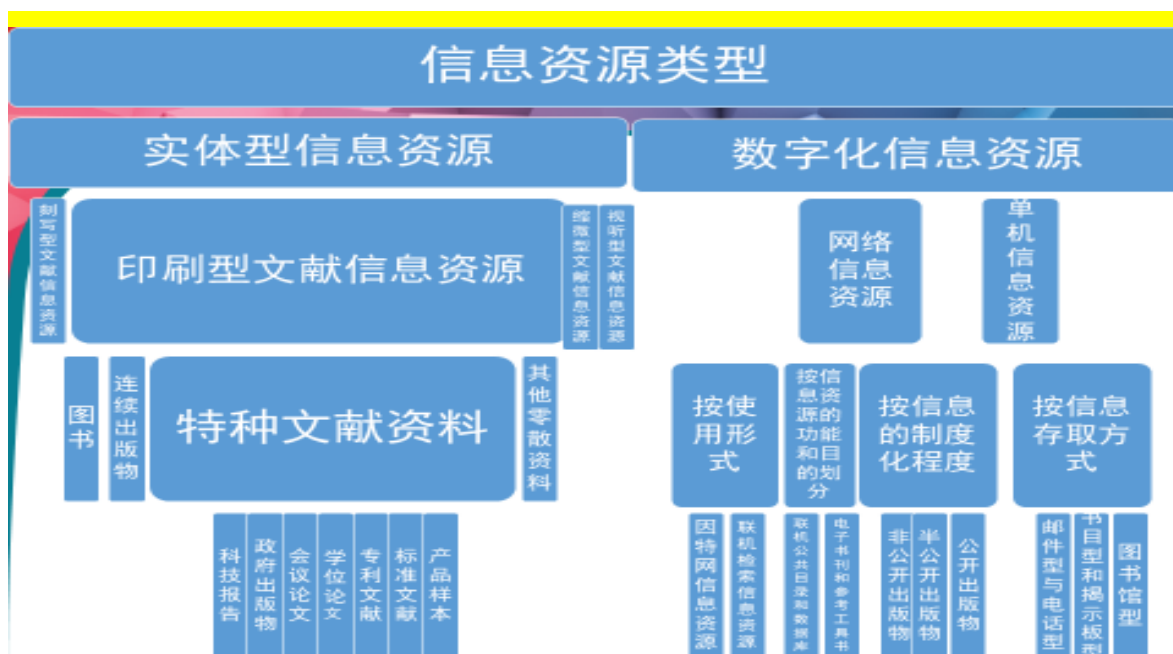 信息资源类型
实体型信息资源
数字化信息资源
刻写型文献信息资源
印刷型文献信息资源
缩微型文献信息资源
视听型文献信息资源
网络
信息
资源
单机信息资源
图书
连续出版物
特种文献资料
其他零散资料
按使
用形
式
按信
息资
源的
功能
和目
的划
分
按信息
的制度
化程度
按信息
存取方
式
科技报告
政府出版物
会议论文
学位论文
专利文献
标准文献
产品样本
因特网信息资源
联机检索信息资源
联机公共目录和数据库
电子书刊和参考工具书
非公开出版物
半公开出版物
公开出版物
邮件型与电话型
书目型和揭示板型
图书馆型